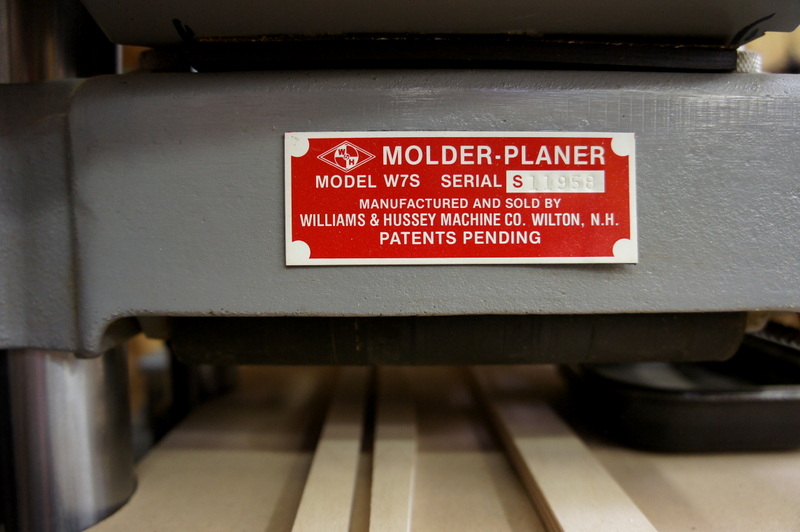 W H MOLDER-PLANER
MODEL W7S SERIAL S11958
MANUFACTURED AND SOLD BY
WILLIAMS & HUSSEY MACHINE CO. WILTON, N.H.
PATENTS PENDING